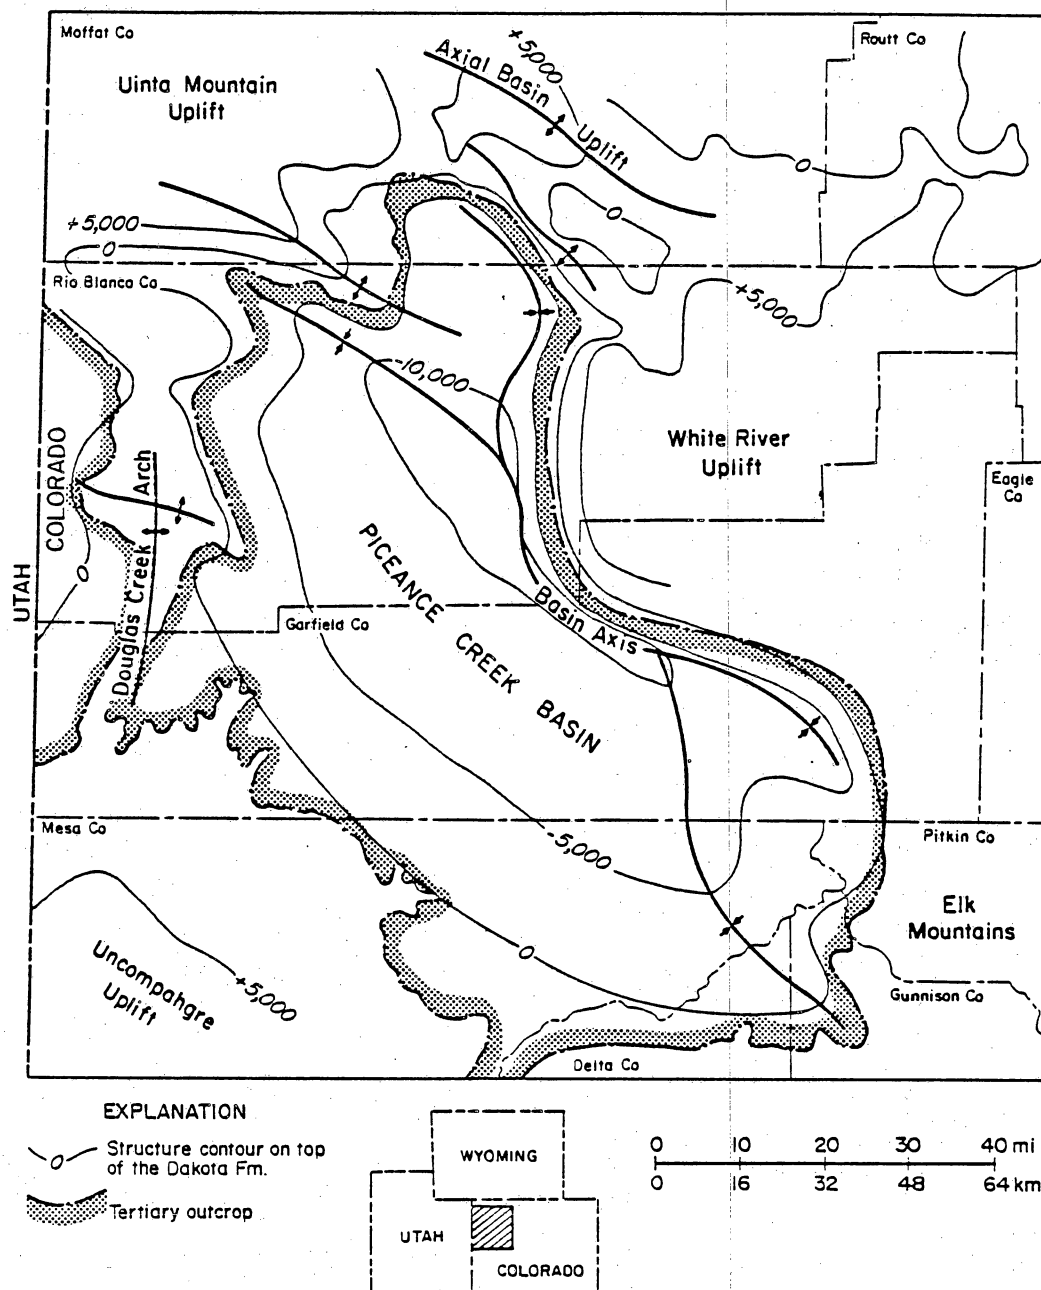 Moffat Co
Routt Co
Uinta Mountain
Uplift
+5,000
Axial Basin
Uplift
0
0
+5,000
0
Rio Blanca Co
+5,000
-10,000
White River
Uplift
Eagle
Co
COLORADO
UTAH
Douglas Creek Arch
0
PICEANCE CREEK BASIN
Basin Axis
Garfield Co
Mesa Co
Pitkin Co
-5,000
Elk
Mountains
Uncompahgre
Uplift
+5,000
0
Gunnison Co
Delta Co
EXPLANATION
0 Structure contour on top
of the Dakota Fm.
Tertiary outcrop
WYOMING
UTAH
COLORADO
0 10 20 30 40 mi
0 16 32 48 64 km